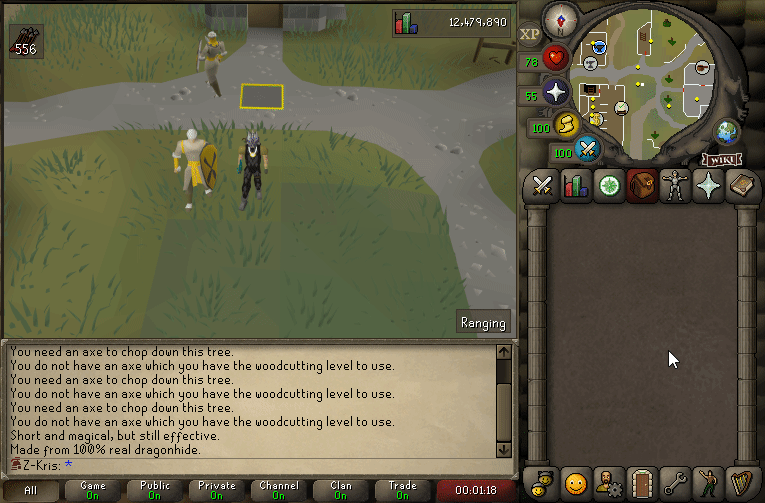 556
12,479,890
XP
N
78
55
100
100
WIKI
Ranging
You need an axe to chop down this tree.
You do not have an axe which you have the woodcutting level to use.
You need an axe to chop down this tree.
You do not have an axe which you have the woodcutting level to use.
You need an axe to chop down this tree.
You do not have an axe which you have the woodcutting level to use.
Short and magical, but still effective.
Made from 100% real dragonhide.
Z-Kris: *
All
Game
On
Public
On
Private
On
Channel
On
Clan
On
Trade
On
00:01:18